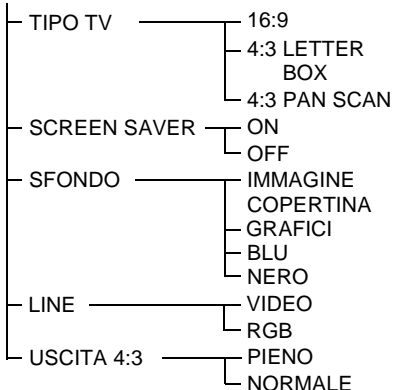 TIPO TV 16:9
4:3 LETTER
BOX
4:3 PAN SCAN
SCREEN SAVER ON
OFF
SFONDO IMMAGINE
COPERTINA
GRAFICI
BLU
NERO
LINE VIDEO
RGB
USCITA 4:3 PIENO
NORMALE